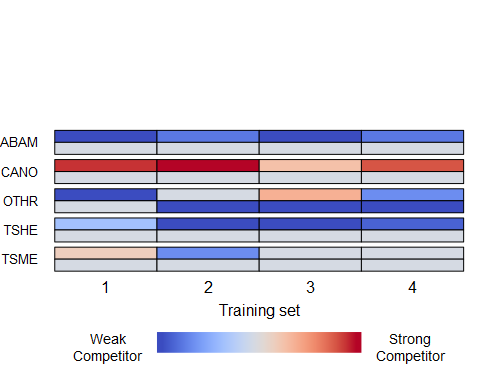 ABAM
CANO
OTHR
TSHE
TSME
1 2 3 4
Training set
Weak Competitor
Strong Competitor